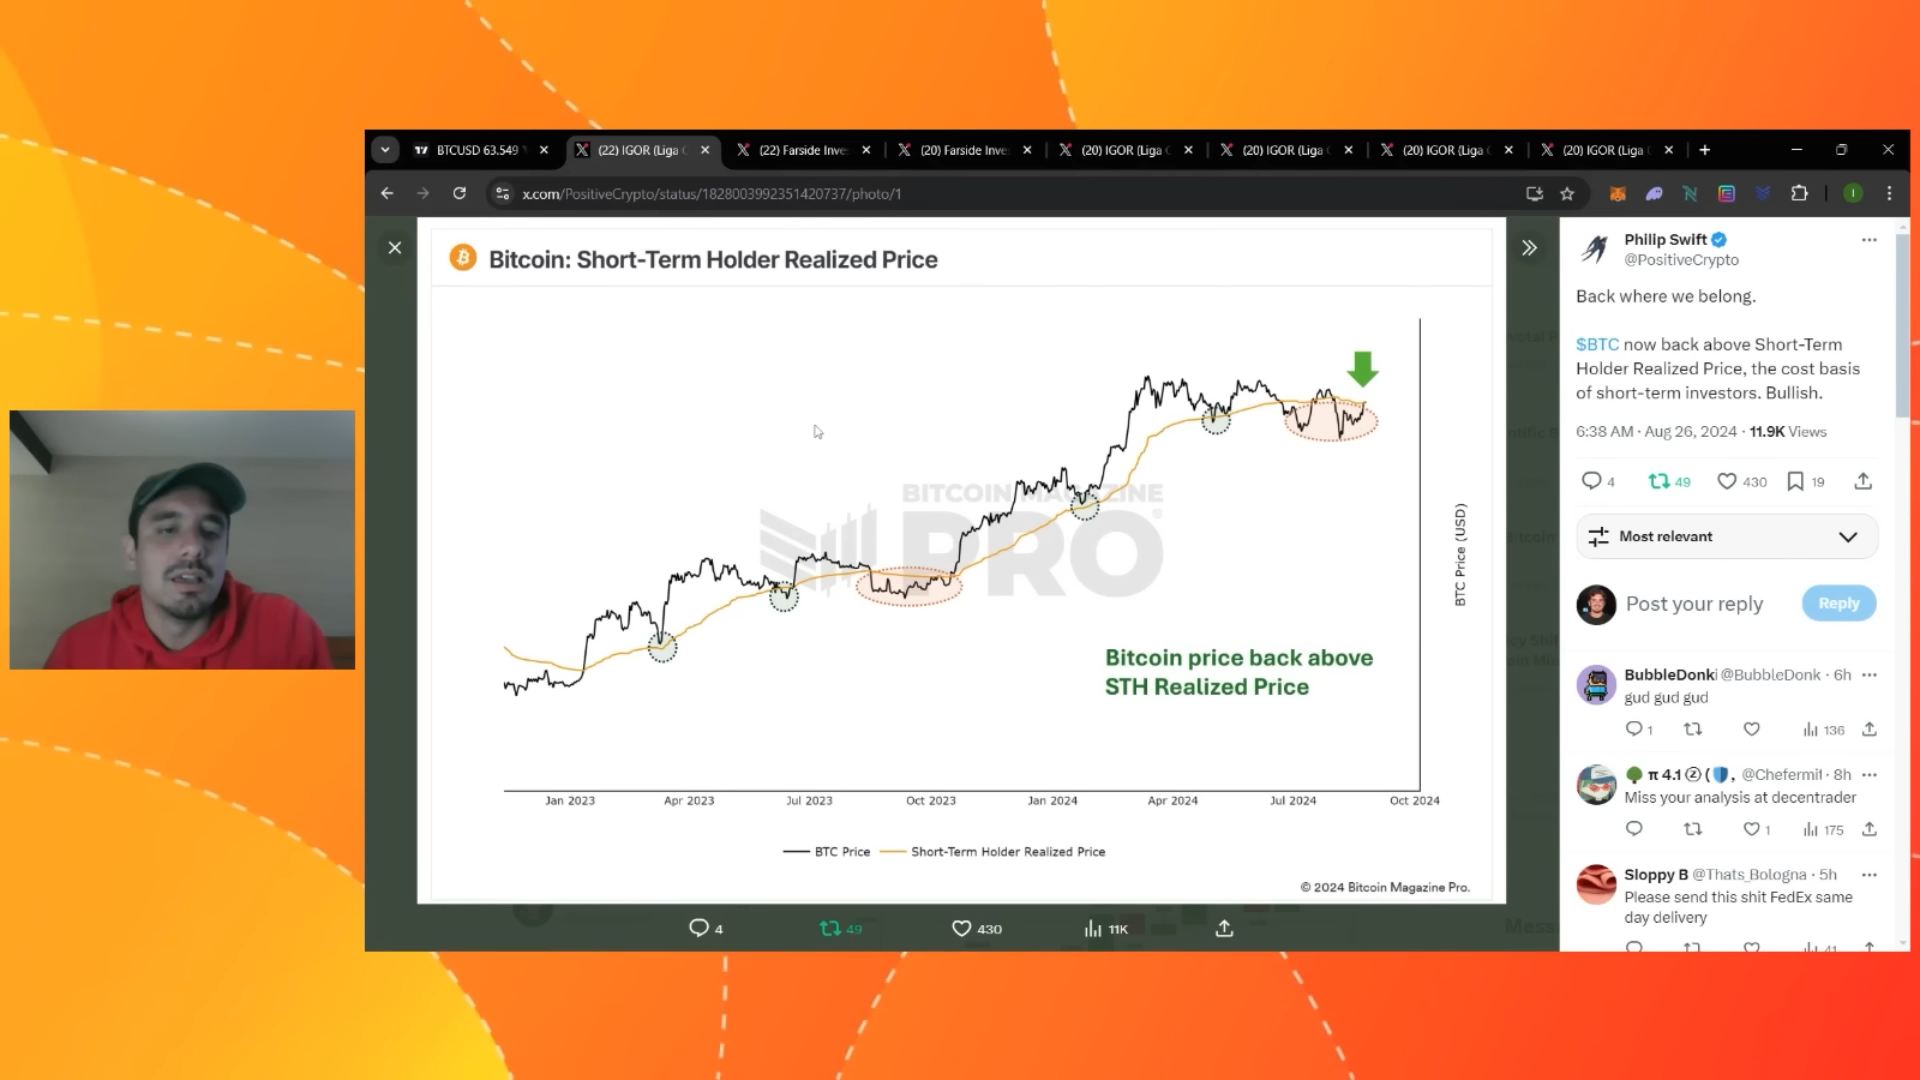 BTCUSD 63.549
(22) IGOR (Liga
(22) Farside Inve
(20) Farside Inve
(20) IGOR (Liga
(20) IGOR (Liga
(20) IGOR (Liga
(20) IGOR (Liga
x.com/PositiveCrypto/status/1828003992351420737/photo/1
Bitcoin: Short-Term Holder Realized Price
BITCOIN MAGAZINE
PRO
BTC Price (USD)
Bitcoin price back above
STH Realized Price
Jan 2023
Apr 2023
Jul 2023
Oct 2023
Jan 2024
Apr 2024
Jul 2024
Oct 2024
BTC Price
Short-Term Holder Realized Price
© 2024 Bitcoin Magazine Pro.
4
49
430
11K
Philip Swift
@PositiveCrypto
Back where we belong.
$BTC now back above Short-Term
Holder Realized Price, the cost basis
of short-term investors. Bullish.
6:38 AM · Aug 26, 2024 · 11.9K Views
4
49
430
19
Most relevant
Post your reply
Reply
BubbleDonki @BubbleDonk · 6h
gud gud gud
1
136
π 4.1 ⓩ (🛡, @Chefermit · 8h
Miss your analysis at decentrader
1
175
Sloppy B @Thats_Bologna · 5h
Please send this shit FedEx same
day delivery
41